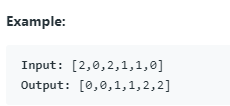 Example:
Input: [2,0,2,1,1,0]
Output: [0,0,1,1,2,2]